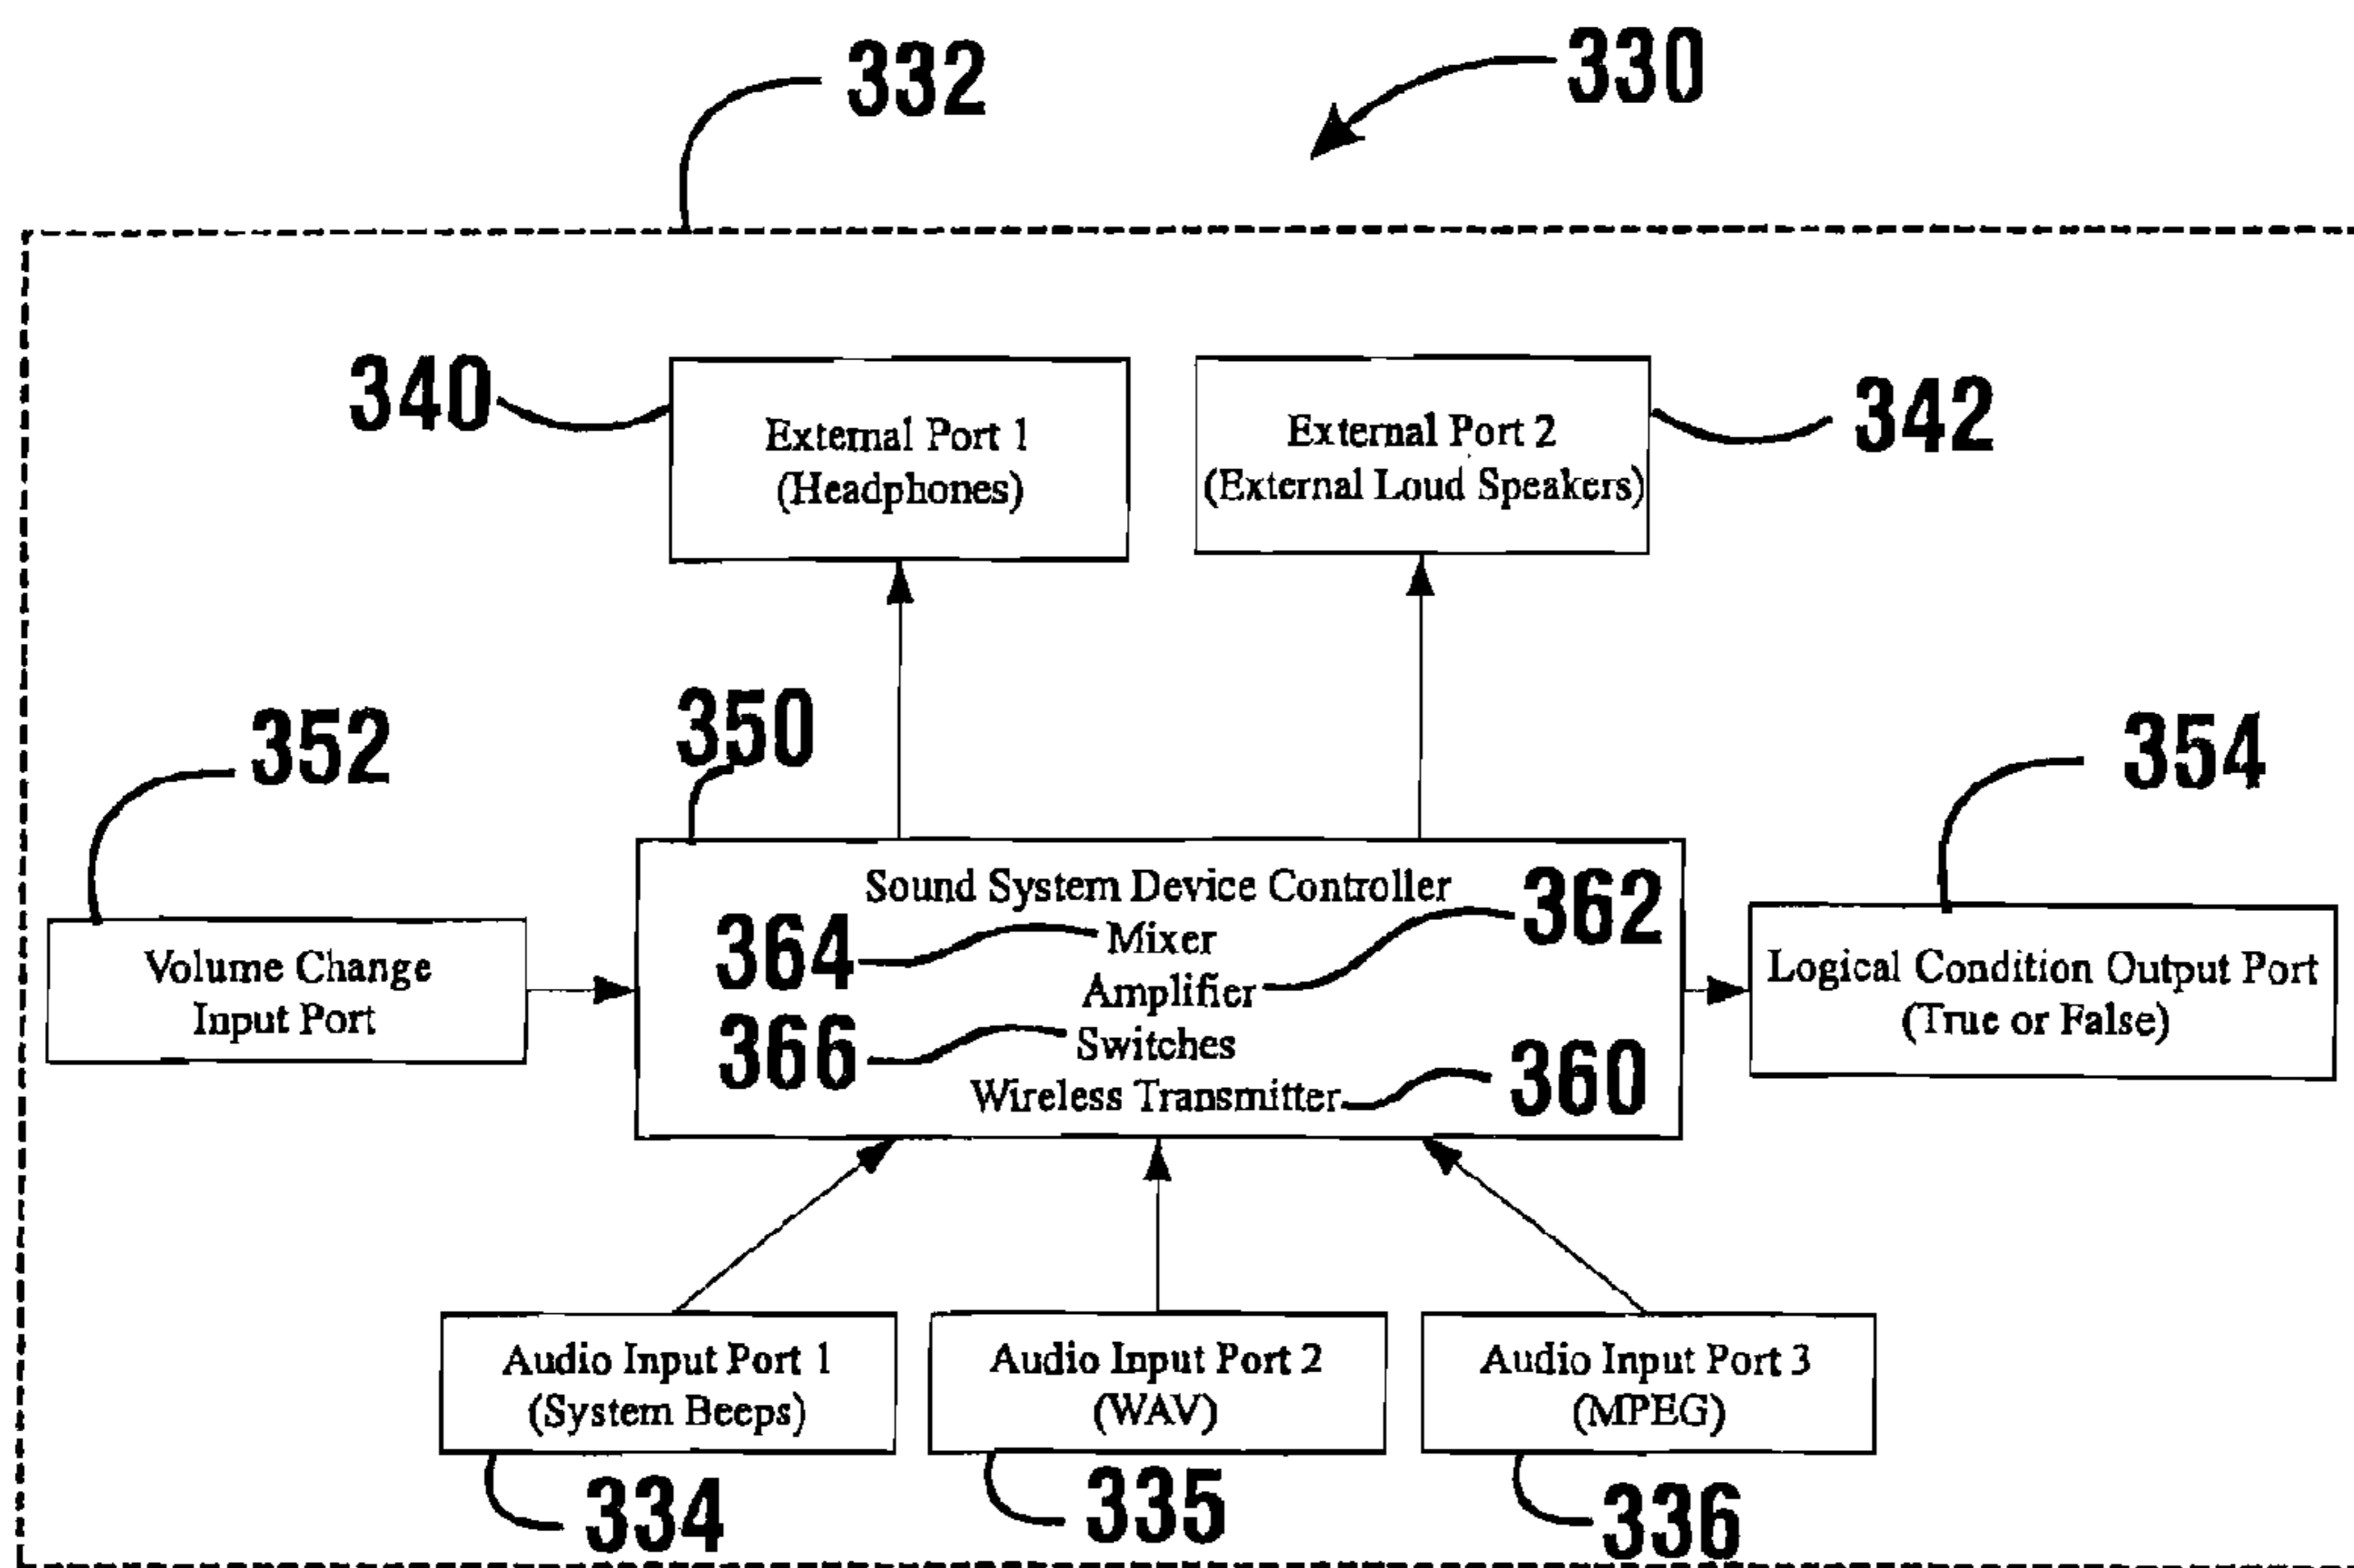 332
330
340
External Port 1
(Headphones)
External Port 2
(External Loud Speakers)
342
352
350
354
Volume Change
Input Port
Sound System Device Controller
364
Mixer
362
Amplifier
366
Switches
Wireless Transmitter
360
Logical Condition Output Port
(True or False)
Audio Input Port 1
(System Beeps)
Audio Input Port 2
(WAV)
Audio Input Port 3
(MPEG)
334
335
336